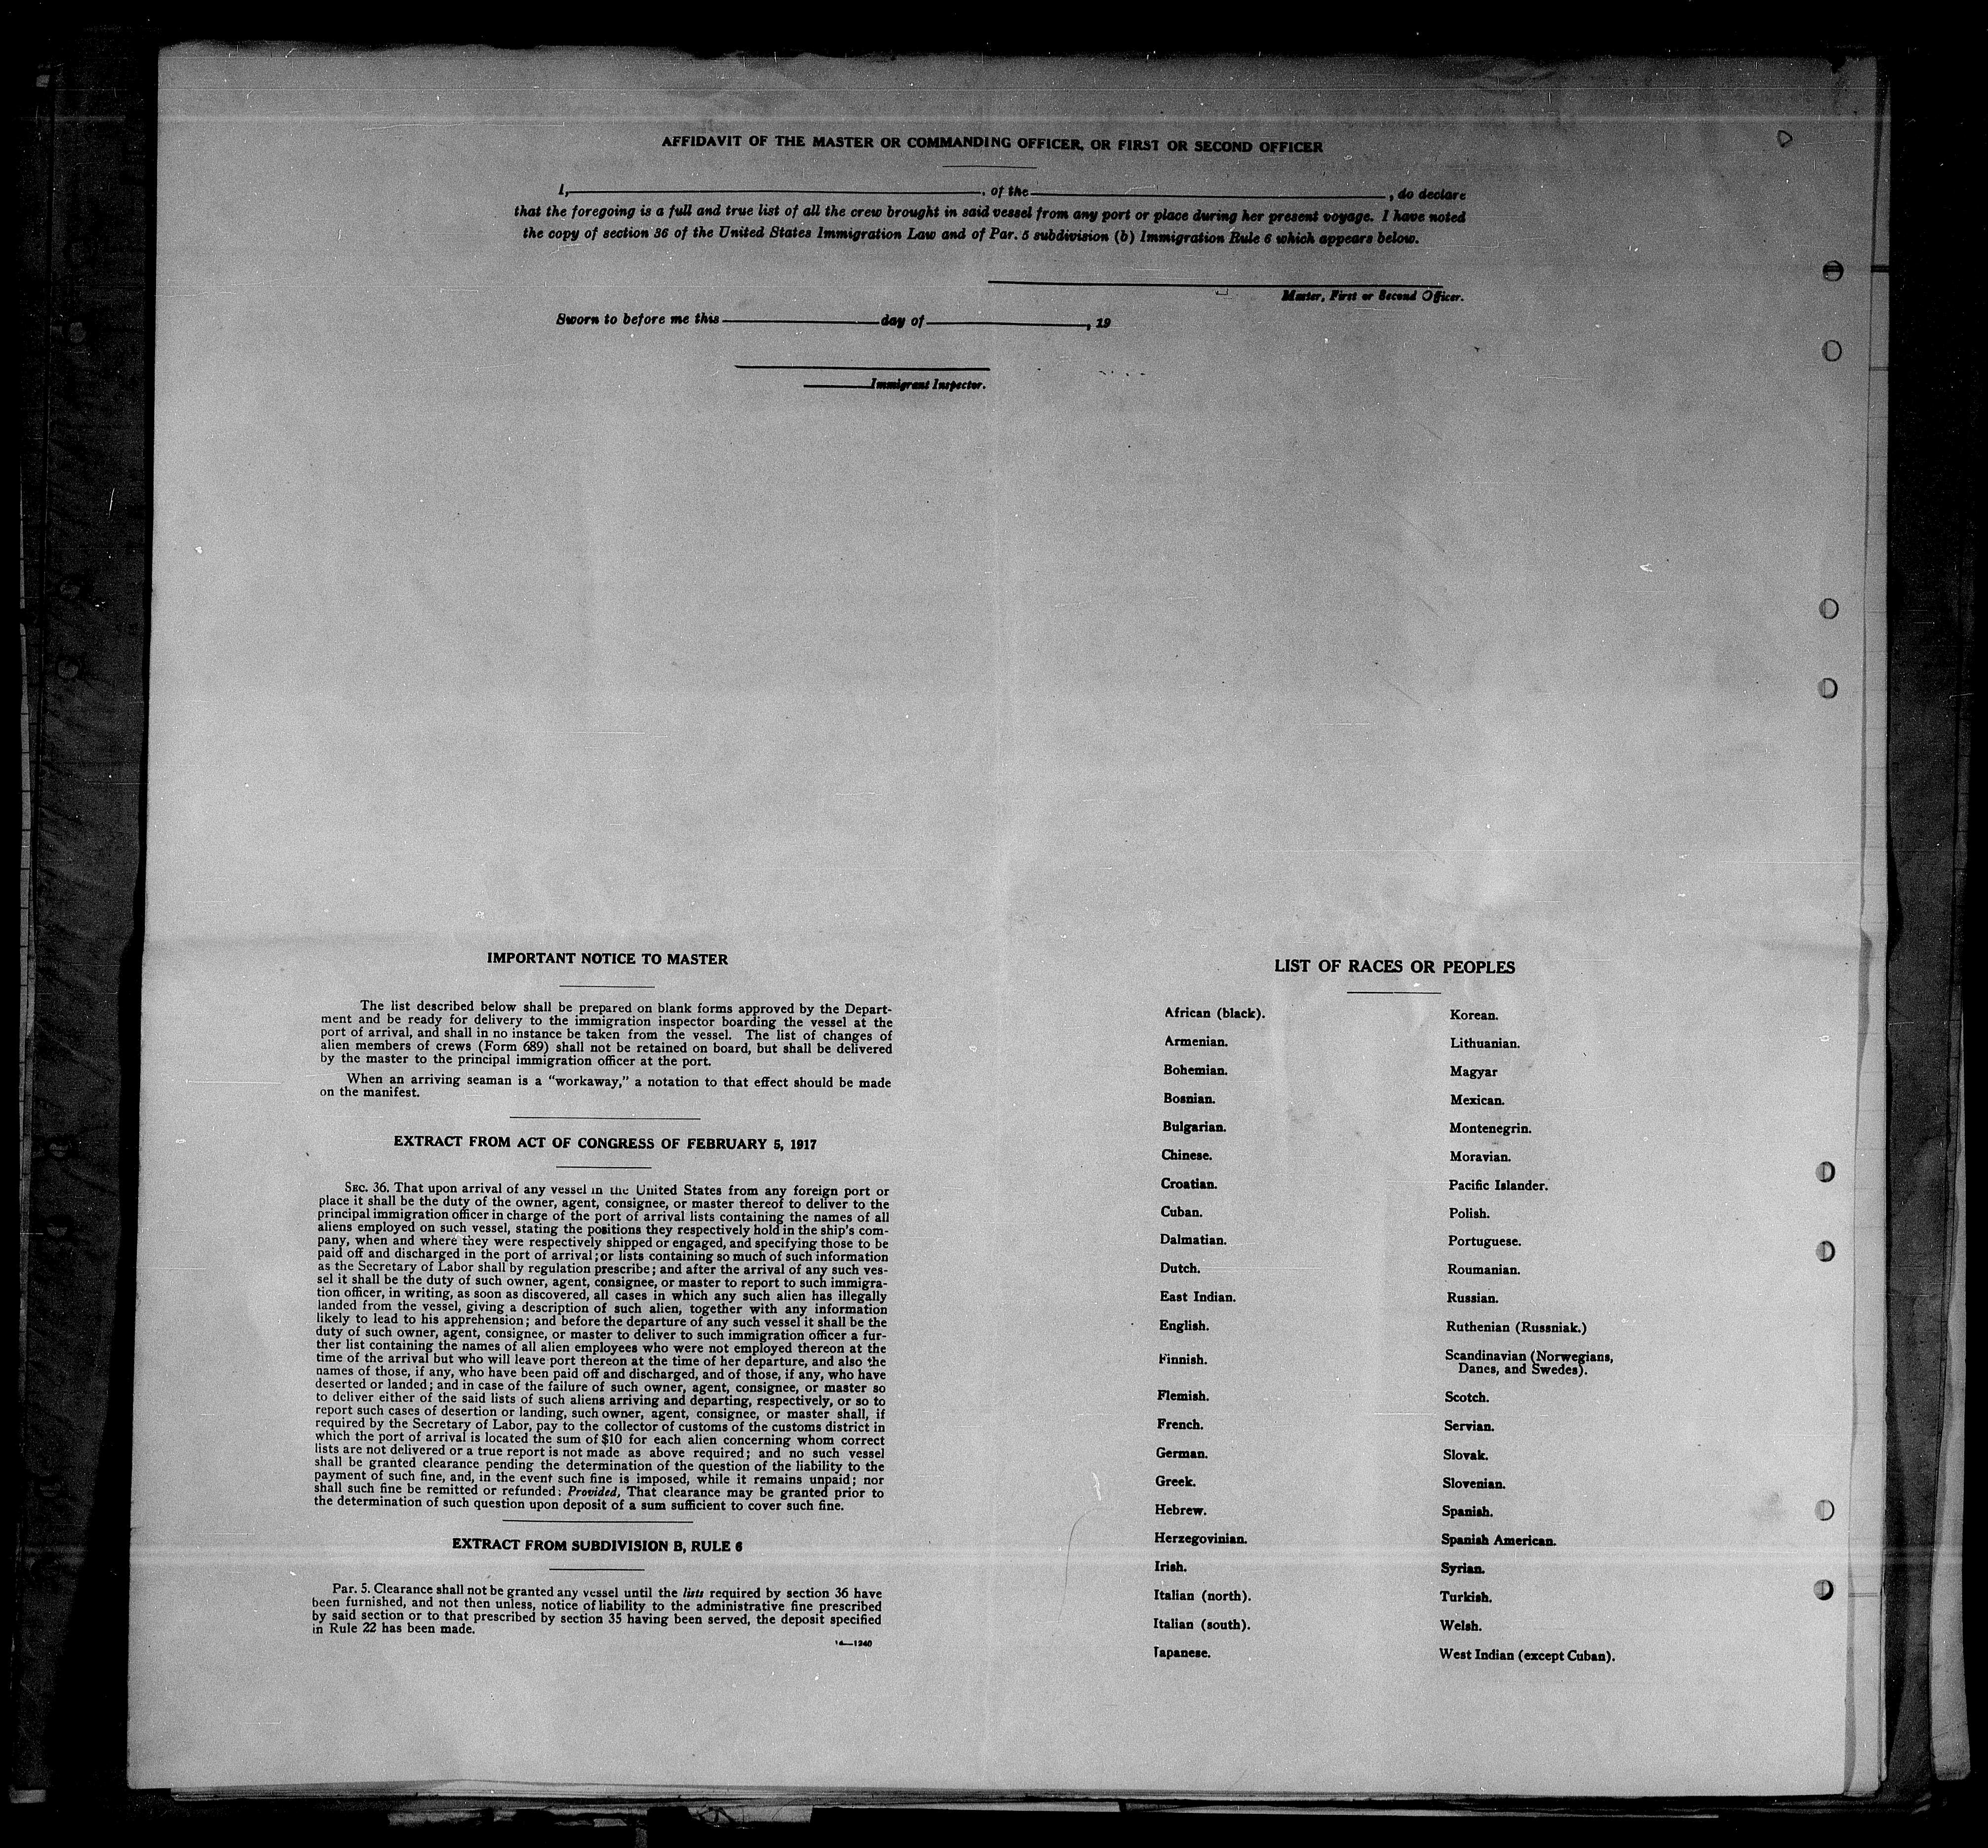 AFFIDAVIT OF THE MASTER OR COMMANDING OFFICER, OR FIRST OR SECOND OFFICER
I, , of the , do declare
that the foregoing is a full and true list of all the crew brought in said vessel from any port or place during her present voyage. I have noted
the copy of section 36 of the United States Immigration Law and of Par. 5 subdivision (b) Immigration Rule 6 which appears below.
Master, First or Second Officer.
Sworn to before me this day of , 19
Immigrant Inspector.
IMPORTANT NOTICE TO MASTER
The list described below shall be prepared on blank forms approved by the Depart-
ment and be ready for delivery to the immigration inspector boarding the vessel at the
port of arrival, and shall in no instance be taken from the vessel. The list of changes of
alien members of crews (Form 689) shall not be retained on board, but shall be delivered
by the master to the principal immigration officer at the port.
When an arriving seaman is a "workaway," a notation to that effect should be made
on the manifest.
EXTRACT FROM ACT OF CONGRESS OF FEBRUARY 5, 1917
SEC. 36. That upon arrival of any vessel in the United States from any foreign port or
place it shall be the duty of the owner, agent, consignee, or master thereof to deliver to the
principal immigration officer in charge of the port of arrival lists containing the names of all
aliens employed on such vessel, stating the positions they respectively hold in the ship's com-
pany, when and where they were respectively shipped or engaged, and specifying those to be
paid off and discharged in the port of arrival; or lists containing so much of such information
as the Secretary of Labor shall by regulation prescribe; and after the arrival of any such ves-
sel it shall be the duty of such owner, agent, consignee, or master to report to such immigra-
tion officer, in writing, as soon as discovered, all cases in which any such alien has illegally
landed from the vessel, giving a description of such alien, together with any information
likely to lead to his apprehension; and before the departure of any such vessel it shall be the
duty of such owner, agent, consignee, or master to deliver to such immigration officer a fur-
ther list containing the names of all alien employees who were not employed thereon at the
time of the arrival but who will leave port thereon at the time of her departure, and also the
names of those, if any, who have been paid off and discharged, and of those, if any, who have
deserted or landed; and in case of the failure of such owner, agent, consignee, or master so
to deliver either of the said lists of such aliens arriving and departing, respectively, or so to
report such cases of desertion or landing, such owner, agent, consignee, or master shall, if
required by the Secretary of Labor, pay to the collector of customs of the customs district in
which the port of arrival is located the sum of $10 for each alien concerning whom correct
lists are not delivered or a true report is not made as above required; and no such vessel
shall be granted clearance pending the determination of the question of the liability to the
payment of such fine, and, in the event such fine is imposed, while it remains unpaid; nor
shall such fine be remitted or refunded: Provided, That clearance may be granted prior to
the determination of such question upon deposit of a sum sufficient to cover such fine.
EXTRACT FROM SUBDIVISION B, RULE 6
Par. 5. Clearance shall not be granted any vessel until the lists required by section 36 have
been furnished, and not then unless, notice of liability to the administrative fine prescribed
by said section or to that prescribed by section 35 having been served, the deposit specified
in Rule 22 has been made.
14—1240
LIST OF RACES OR PEOPLES
African (black).
Armenian.
Bohemian.
Bosnian.
Bulgarian.
Chinese.
Croatian.
Cuban.
Dalmatian.
Dutch.
East Indian.
English.
Finnish.
Flemish.
French.
German.
Greek.
Hebrew.
Herzegovinian.
Irish.
Italian (north).
Italian (south).
Japanese.
Korean.
Lithuanian.
Magyar
Mexican.
Montenegrin.
Moravian.
Pacific Islander.
Polish.
Portuguese.
Roumanian.
Russian.
Ruthenian (Russniak.)
Scandinavian (Norwegians,
Danes, and Swedes).
Scotch.
Servian.
Slovak.
Slovenian.
Spanish.
Spanish American.
Syrian.
Turkish.
Welsh.
West Indian (except Cuban).